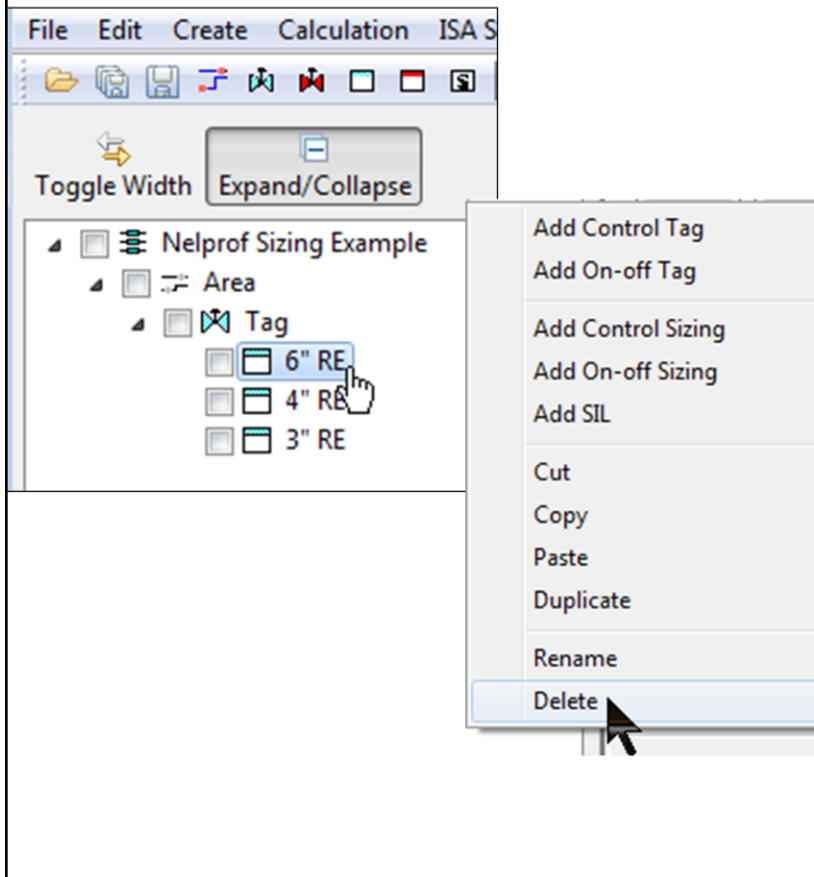 File Edit Create Calculation ISA S
S
Toggle Width Expand/Collapse
Nelprof Sizing Example
Area
Tag
6" RE
4" RE
3" RE
Add Control Tag
Add On-off Tag
Add Control Sizing
Add On-off Sizing
Add SIL
Cut
Copy
Paste
Duplicate
Rename
Delete